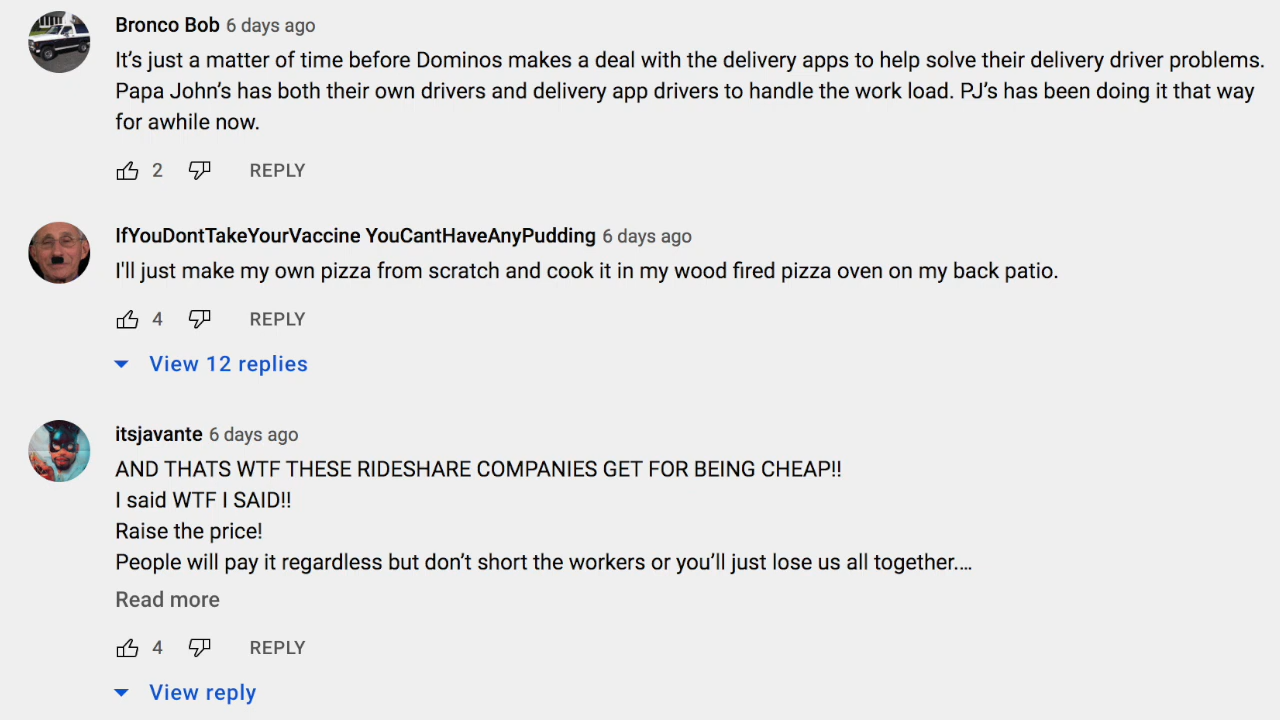 Bronco Bob 6 days ago
It’s just a matter of time before Dominos makes a deal with the delivery apps to help solve their delivery driver problems.
Papa John’s has both their own drivers and delivery app drivers to handle the work load. PJ’s has been doing it that way
for awhile now.
2 REPLY
IfYouDontTakeYourVaccine YouCantHaveAnyPudding 6 days ago
I'll just make my own pizza from scratch and cook it in my wood fired pizza oven on my back patio.
4 REPLY
View 12 replies
itsjavante 6 days ago
AND THATS WTF THESE RIDESHARE COMPANIES GET FOR BEING CHEAP!!
I said WTF I SAID!!
Raise the price!
People will pay it regardless but don’t short the workers or you’ll just lose us all together.…
Read more
4 REPLY
View reply